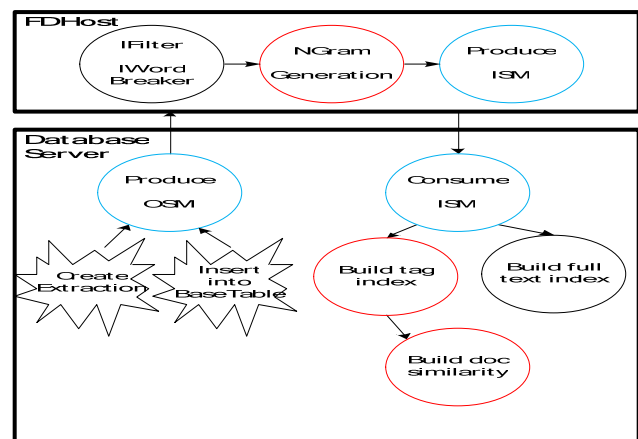 FDHost
IFilter
IWord
Breaker
NGram
Generation
Produce
ISM
Database
Server
Produce
OSM
Consume
ISM
Create
Extraction
Insert
into
BaseTable
Build tag
index
Build full
text index
Build doc
similarity